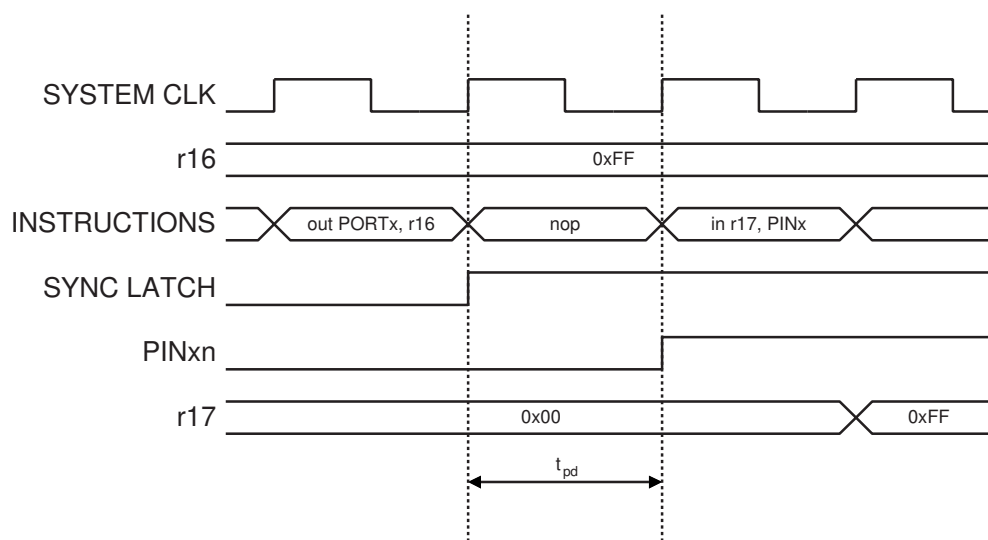 SYSTEM CLK
r16
0xFF
INSTRUCTIONS
out PORTx, r16
nop
in r17, PINx
SYNC LATCH
PINxn
r17
0x00
0xFF
tpd